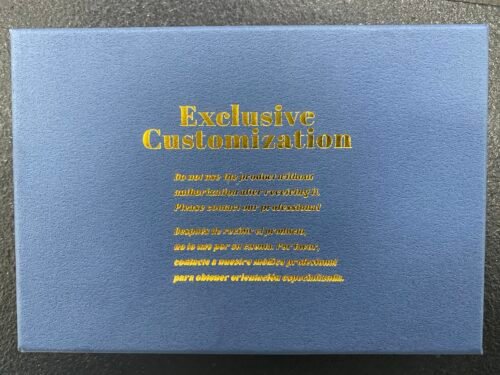 Exclusive
Customization
Do not use the product without
authorization after receiving it.
Please contact our professional
Después de recibir el producto,
no lo use por su cuenta. Por favor,
contacte a nuestro médico profesional
para obtener orientación especializada.